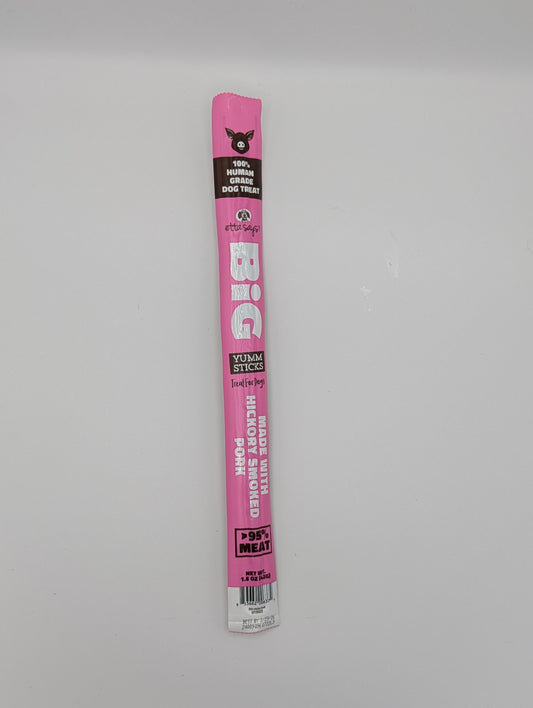 100%
HUMAN
GRADE
DOG TREAT
etta says!
BiG
YUMM
STICKS
Treat For Dogs
MADE WITH
HICKORY SMOKED
PORK
>95%
MEAT
NET WT.
1.5 OZ (42G)